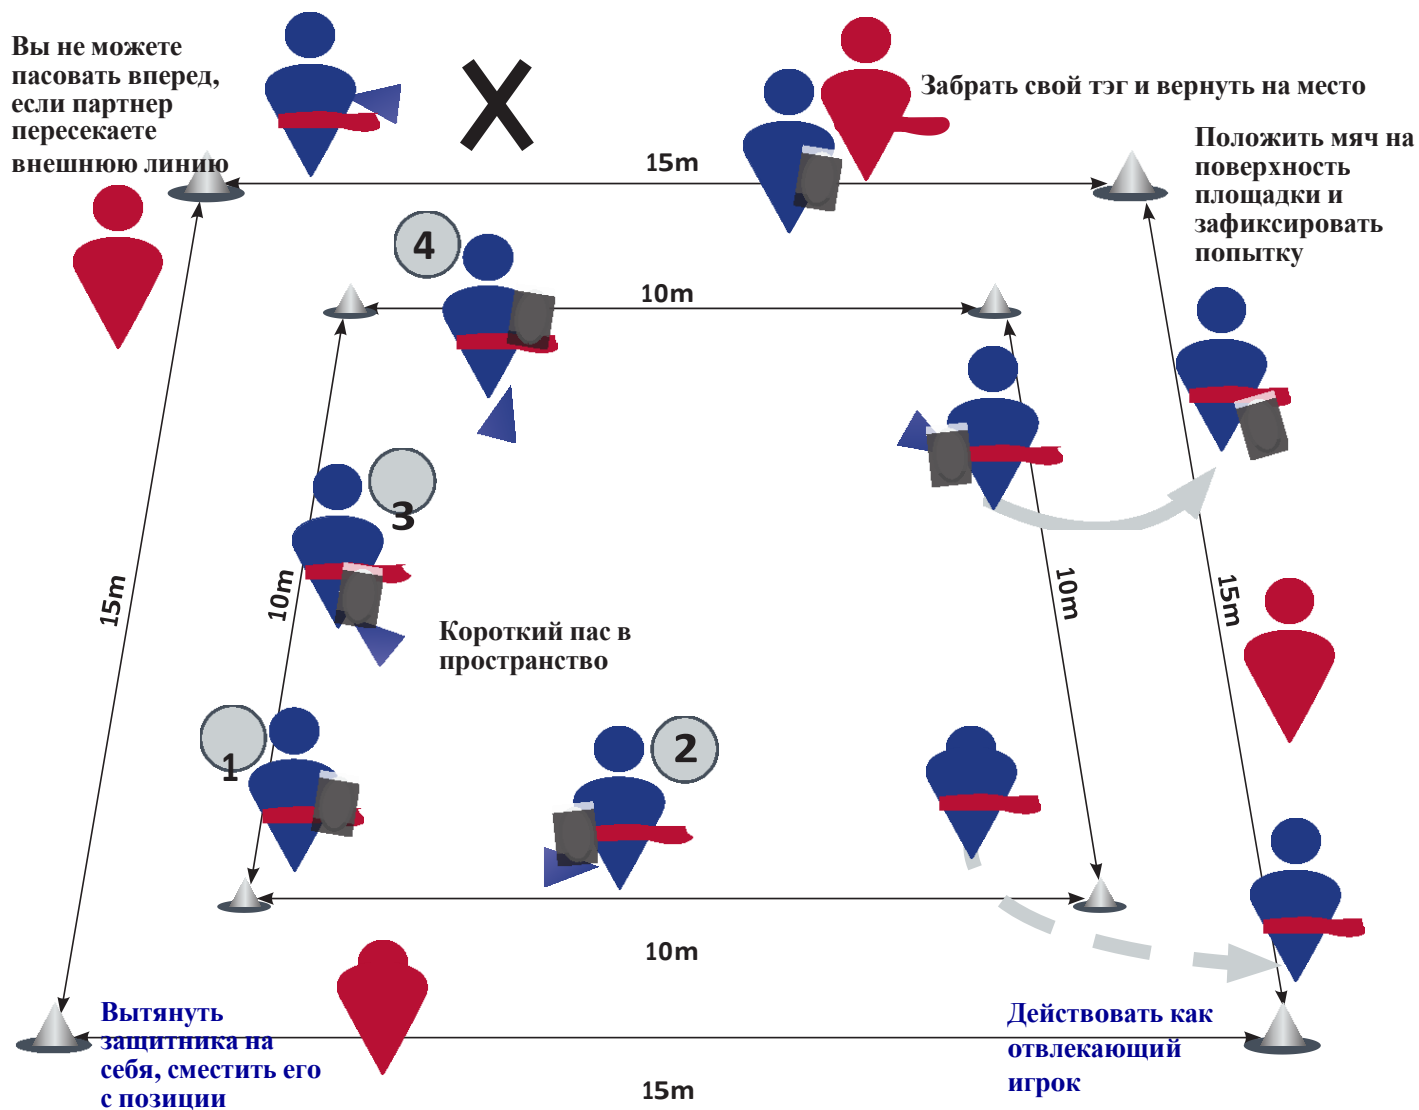 Вы не можете
пасовать вперед,
если партнер
пересекаете
внешнюю линию
Забрать свой тэг и вернуть на место
Положить мяч на
поверхность
площадки и
зафиксировать
попытку
15m
4
10m
3
15m
10m
10m
15m
Короткий пас в
пространство
1
2
10m
Вытянуть
защитника на
себя, сместить его
с позиции
Действовать как
отвлекающий
игрок
15m